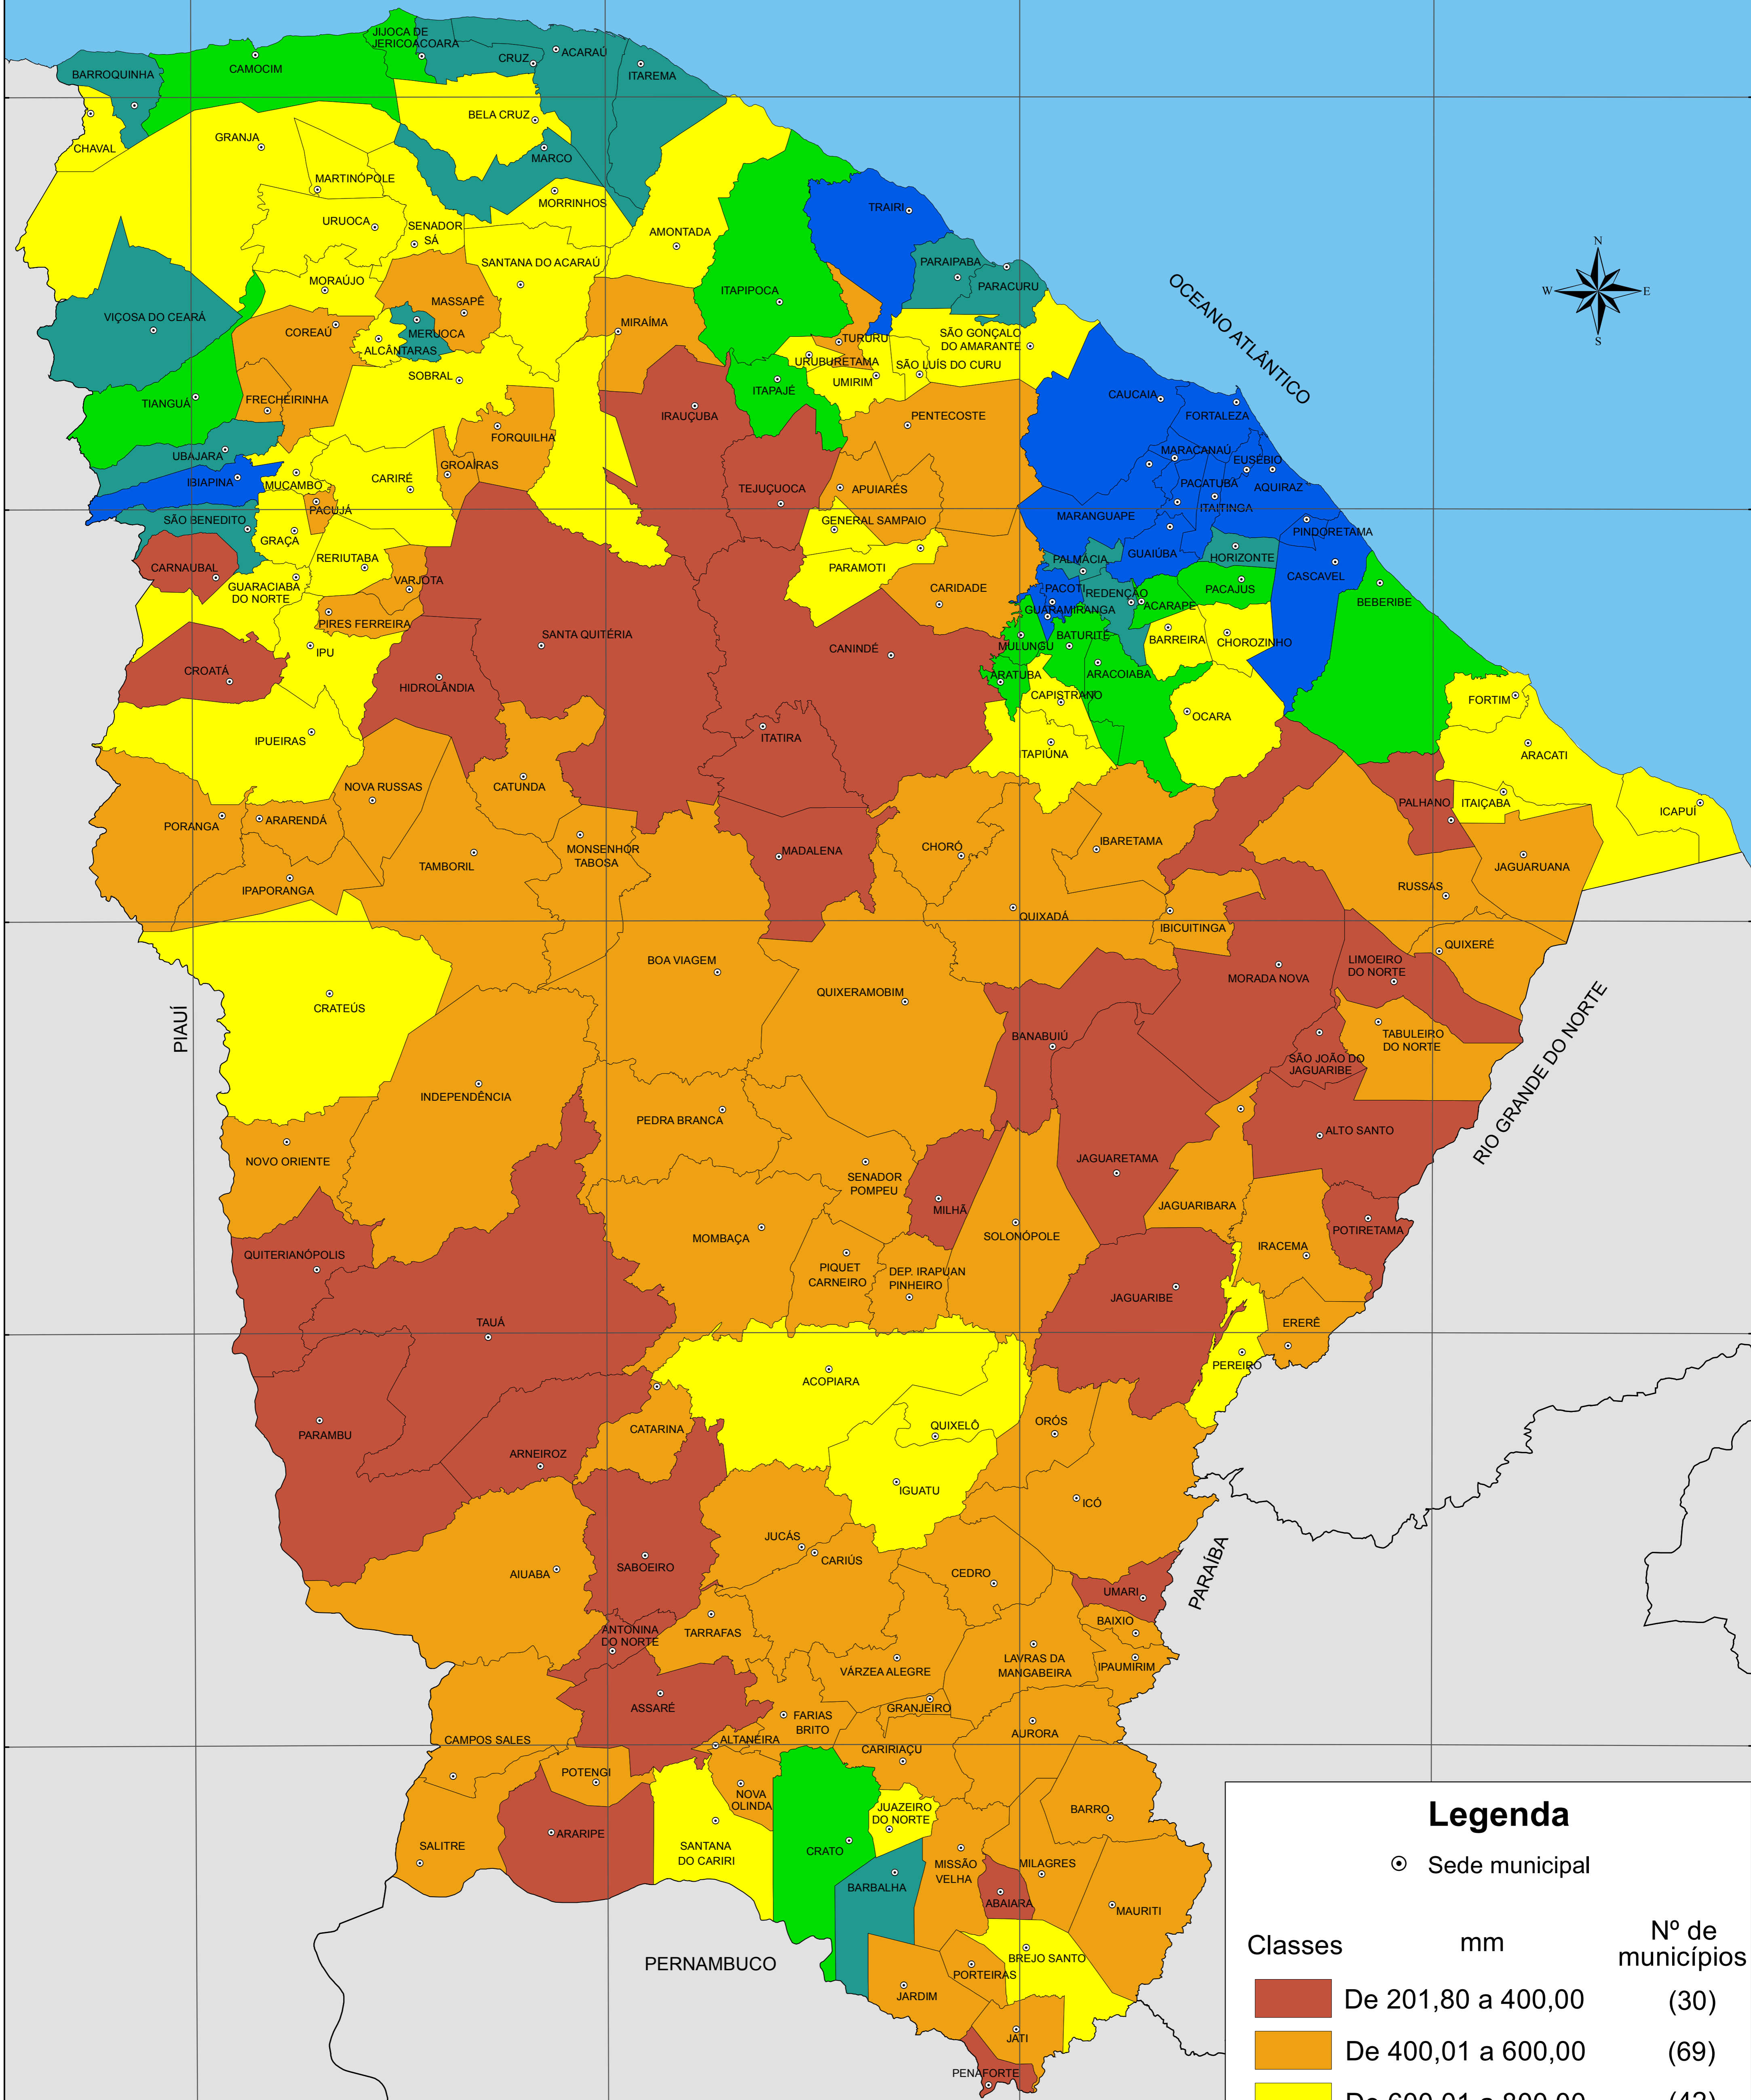 JIJOCA DE
JERICOACOARA
CRUZ
ACARAÚ
ITAREMA
BARROQUINHA
CAMOCIM
BELA CRUZ
CHAVAL
GRANJA
MARCO
MARTINÓPOLE
MORRINHOS
URUOCA
SENADOR
SÁ
AMONTADA
TRAIRI
N
W
E
S
SANTANA DO ACARAÚ
MORAÚJO
ITAPIPOCA
PARAIPABA
PARACURU
OCEANO ATLÂNTICO
VIÇOSA DO CEARÁ
COREAÚ
MASSAPÊ
MERUOCA
ALCÂNTARAS
MIRAÍMA
TURURU
SÃO GONÇALO
DO AMARANTE
URUBURETAMA
SÃO LUÍS DO CURU
UMIRIM
SOBRAL
ITAPAJÉ
TIANGUÁ
FRECHEIRINHA
IRAUÇUBA
PENTECOSTE
CAUCAIA
FORTALEZA
FORQUILHA
UBAJARA
GROAÍRAS
MARACANAÚ
EUSÉBIO
IBIAPINA
MUCAMBO
CARIRÉ
TEJUÇUOCA
APUIARÉS
PACATUBA
AQUIRAZ
ITAITINGA
PACUJÁ
SÃO BENEDITO
GRAÇA
GENERAL SAMPAIO
MARANGUAPE
PINDORETAMA
RERIUTABA
CARNAUBAL
PARAMOTI
PALMÁCIA
GUAIÚBA
HORIZONTE
CASCAVEL
VARJOTA
GUARACIABA
DO NORTE
CARIDADE
PACOTI
REDENÇÃO
PACAJUS
BEBERIBE
GUARAMIRANGA
ACARAPE
PIRES FERREIRA
SANTA QUITÉRIA
CANINDÉ
MULUNGU
BATURITÉ
BARREIRA
CHOROZINHO
IPU
CROATÁ
HIDROLÂNDIA
ARATUBA
ARACOIABA
CAPISTRANO
OCARA
FORTIM
IPUEIRAS
ITATIRA
ITAPIÚNA
ARACATI
NOVA RUSSAS
CATUNDA
PALHANO
ITAIÇABA
ICAPUÍ
PORANGA
ARARENDÁ
MONSENHOR
TABOSA
MADALENA
CHORÓ
IBARETAMA
TAMBORIL
JAGUARUANA
IPAPORANGA
RUSSAS
QUIXADÁ
IBICUITINGA
QUIXERÉ
BOA VIAGEM
LIMOEIRO
DO NORTE
MORADA NOVA
CRATEÚS
QUIXERAMOBIM
PIAUÍ
BANABUIÚ
TABULEIRO
DO NORTE
SÃO JOÃO DO
JAGUARIBE
RIO GRANDE DO NORTE
INDEPENDÊNCIA
PEDRA BRANCA
ALTO SANTO
NOVO ORIENTE
JAGUARETAMA
SENADOR
POMPEU
MILHÃ
JAGUARIBARA
SOLONÓPOLE
MOMBAÇA
POTIRETAMA
IRACEMA
QUITERIANÓPOLIS
PIQUET
CARNEIRO
DEP. IRAPUAN
PINHEIRO
JAGUARIBE
TAUÁ
ERERÊ
PEREIRO
ACOPIARA
PARAMBU
CATARINA
QUIXELÔ
ORÓS
ARNEIROZ
IGUATU
ICÓ
JUCÁS
CARIÚS
AIUABA
SABOEIRO
CEDRO
UMARI
PARAÍBA
ANTONINA
DO NORTE
TARRAFAS
BAIXIO
VÁRZEA ALEGRE
LAVRAS DA
MANGABEIRA
IPAUMIRIM
ASSARÉ
FARIAS
BRITO
GRANJEIRO
AURORA
CAMPOS SALES
ALTANEIRA
CARIRIAÇU
POTENGI
NOVA
OLINDA
JUAZEIRO
DO NORTE
BARRO
SALITRE
ARARIPE
SANTANA
DO CARIRI
CRATO
MISSÃO
VELHA
MILAGRES
BARBALHA
ABAIARA
MAURITI
PERNAMBUCO
BREJO SANTO
PORTEIRAS
JARDIM
JATI
PENAFORTE
Legenda
Sede municipal
Classes
mm
Nº de
municípios
De 201,80 a 400,00
(30)
De 400,01 a 600,00
(69)
De 600,01 a 800,00
(42)